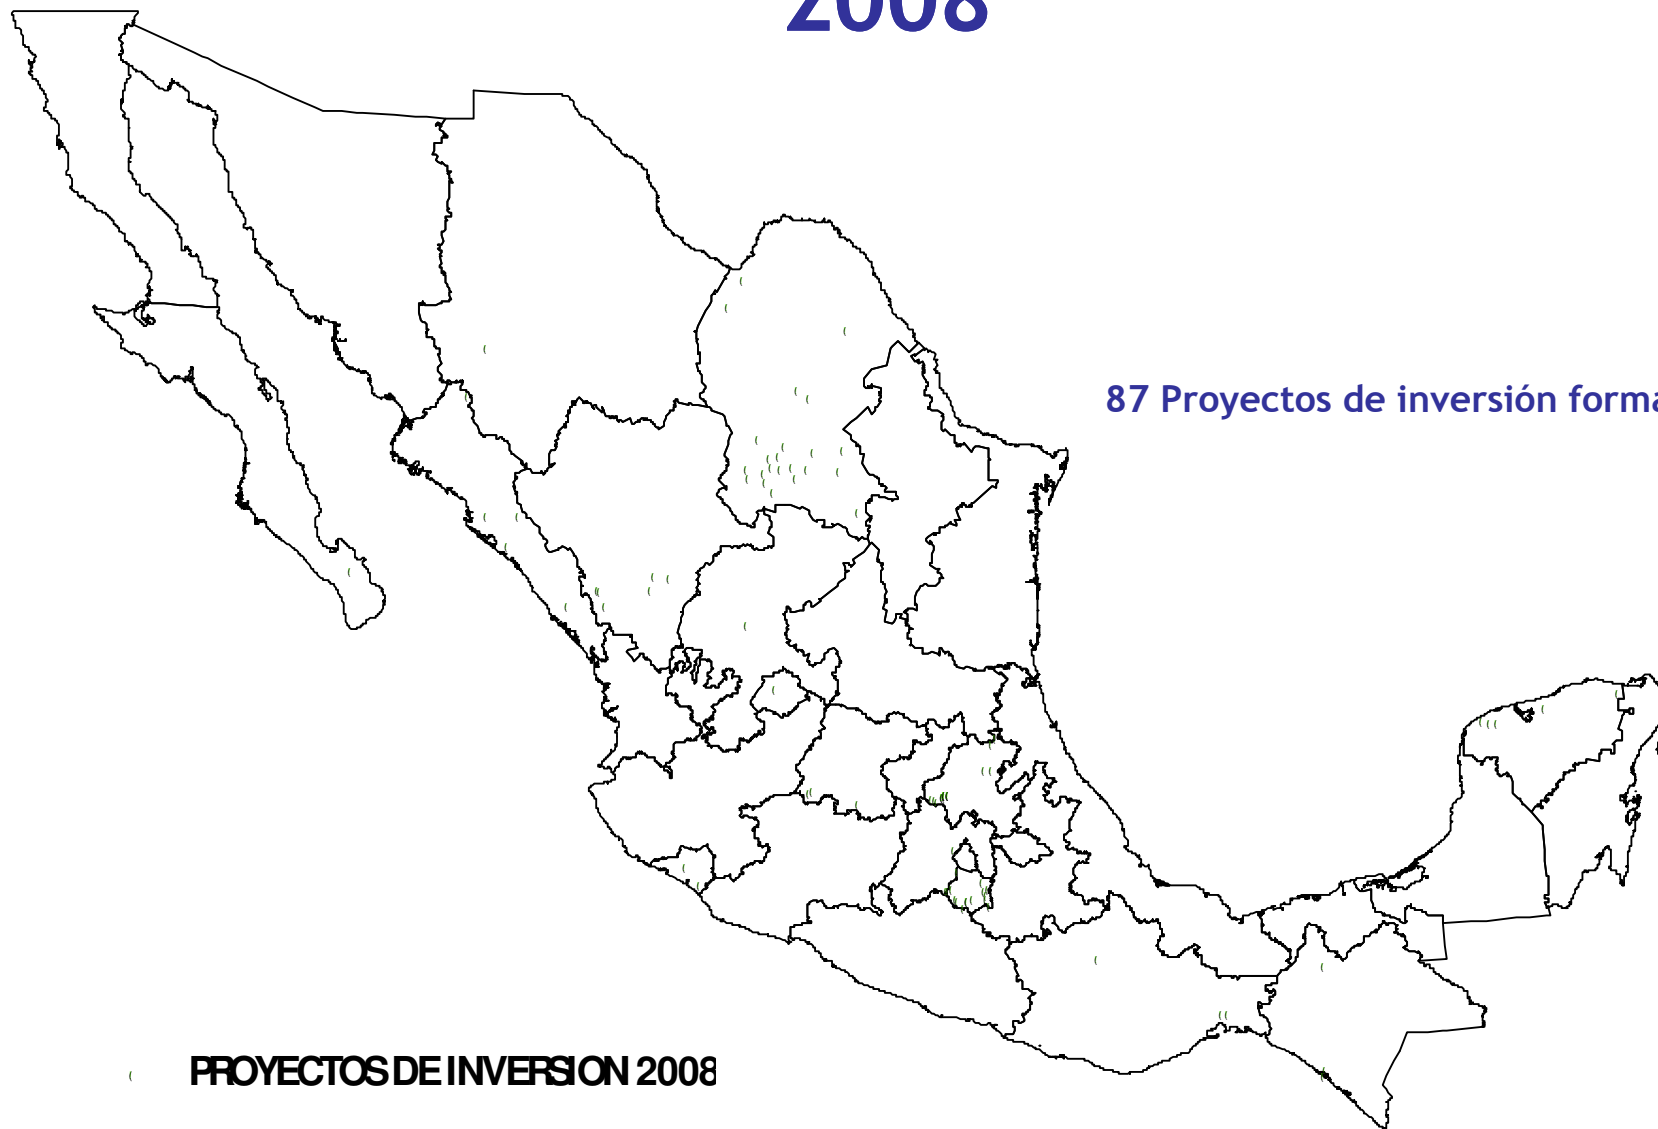 2008
87 Proyectos de inversión forma
PROYECTOS DE INVERSION 2008